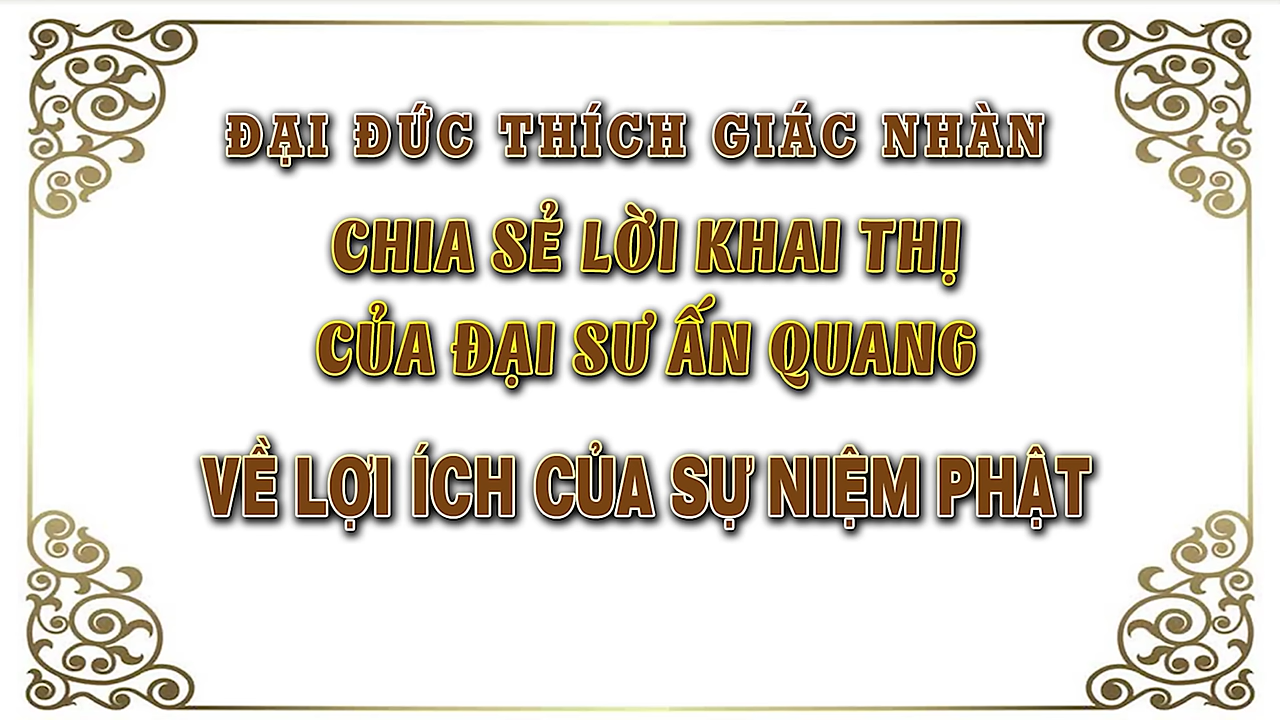 ĐẠI ĐỨC THÍCH GIÁC NHÀN
CHIA SẺ LỜI KHAI THỊ
CỦA ĐẠI SƯ ẤN QUANG
VỀ LỢI ÍCH CỦA SỰ NIỆM PHẬT